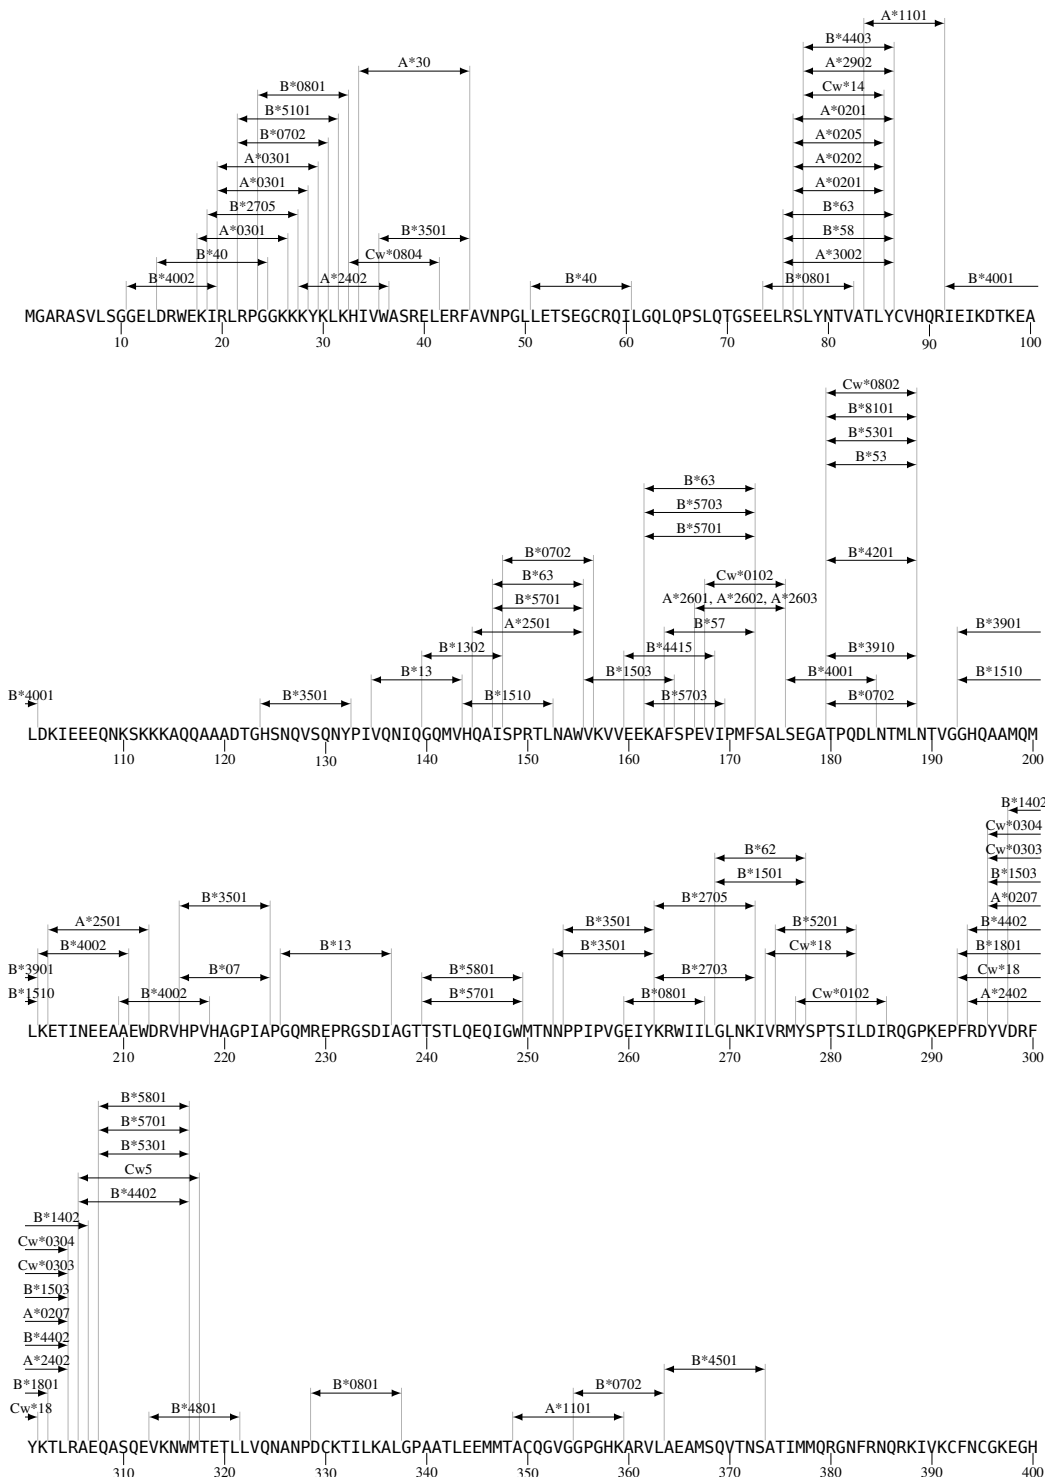 A*1101
B*4403
A*30 A*2902
B*0801 Cw*14
B*5101 A*0201
B*0702 A*0205
A*0301 A*0202
A*0301 A*0201
B*2705 B*63
A*0301 B*3501 B*58
B*40 Cw*0804 A*3002
B*4002 A*2402 B*40 B*0801 B*4001
MGARASVLSGGELDRWEKIRLRPGGKKKYKLKHIVWASRELERFAVNPGLLETSEGCRQILGQLQPSLQTGSEELRSLYNTVATLYCVHQRIEIKDTKEA
10 20 30 40 50 60 70 80 90 100
Cw*0802
B*8101
B*5301
B*53
B*63
B*5703
B*5701
B*0702 B*4201
B*63 Cw*0102
B*5701 A*2601, A*2602, A*2603
A*2501 B*57 B*3901
B*1302 B*4415 B*3910
B*13 B*1503 B*4001 B*1510
B*4001 B*3501 B*1510 B*5703 B*0702
LDKIEEEQNKSKKKAQQAAADTGHSNQVSQNYPIVQNIQGQMVHQAISPRTLNAWVKVVEEKAFSPEVIPMFSALSEGATPQDLNTMLNTVGGHQAAMQM
110 120 130 140 150 160 170 180 190 200
B*1402
Cw*0304
B*62 Cw*0303
B*1501 B*1503
B*3501 B*2705 A*0207
A*2501 B*3501 B*5201 B*4402
B*4002 B*13 B*3501 Cw*18 B*1801
B*3901 B*07 B*5801 B*2703 Cw*18
B*1510 B*4002 B*5701 B*0801 Cw*0102 A*2402
LKETINEEAAEWDRVHPVHAGPIAPGQMREPRGSDIAGTTSTLQEQIGWMTNNPPIPVGEIYKRWIILGLNKIVRMYSPTSILDIRQGPKEPFRDYVDRF
210 220 230 240 250 260 270 280 290 300
B*5801
B*5701
B*5301
Cw5
B*4402
B*1402
Cw*0304
Cw*0303
B*1503
A*0207
B*4402
A*2402 B*4501
B*1801 B*0801 B*0702
Cw*18 B*4801 A*1101
YKTLRAEQASQEVKNWMTETLLVQNANPDCKTILKALGPAATLEEMMTACQGVGGPGHKARVLAEAMSQVTNSATIMMQRGNFRNQRKIVKCFNCGKEGH
310 320 330 340 350 360 370 380 390 400